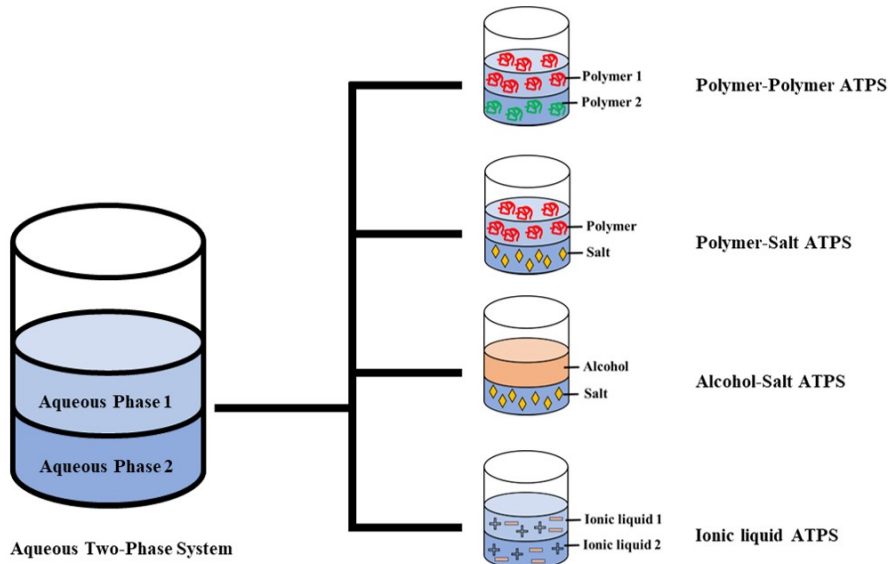 Polymer 1
Polymer 2
Polymer-Polymer ATPS
Polymer
Salt
Polymer-Salt ATPS
Aqueous Phase 1
Aqueous Phase 2
Aqueous Two-Phase System
Alcohol
Salt
Alcohol-Salt ATPS
Ionic liquid 1
Ionic liquid 2
Ionic liquid ATPS